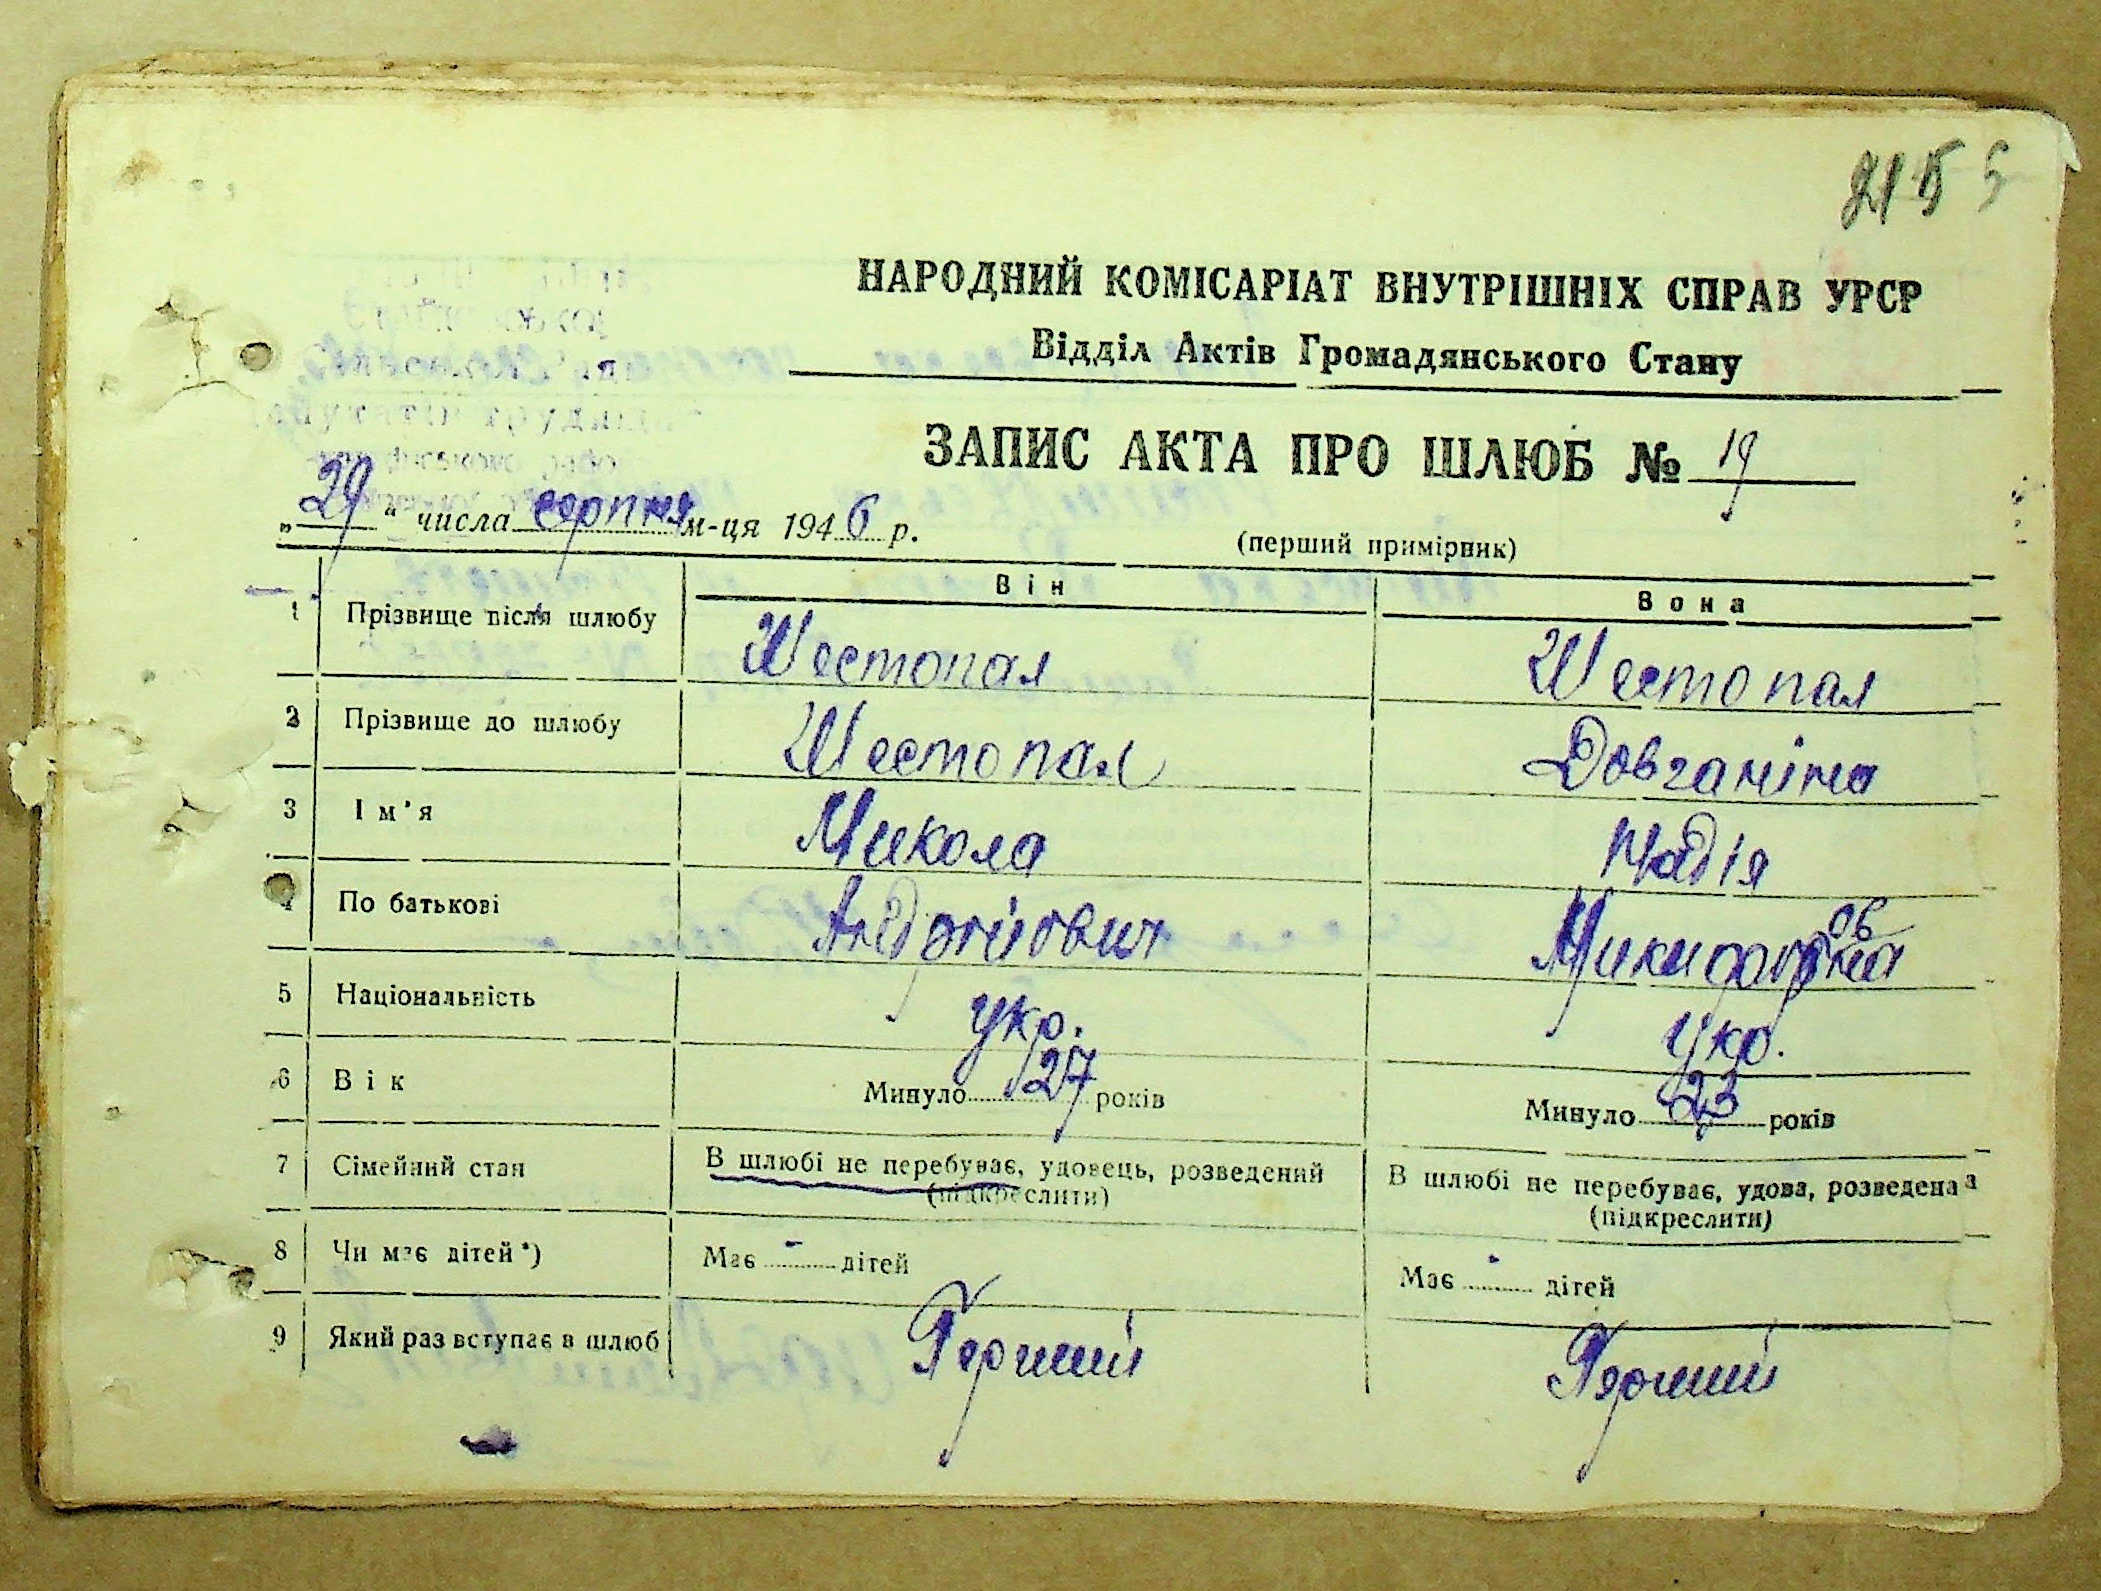 НАРОДНИЙ КОМІСАРІАТ ВНУТРІШНІХ СПРАВ УРСР
Відділ Актів Громадянського Стану
ЗАПИС АКТА ПРО ШЛЮБ № 19
„29" числа серпня м-ця 1946 р.
(перший примірник)
Він Вона
1 Прізвище після шлюбу Шестопал Шестопал
2 Прізвище до шлюбу Шестопал Довганіна
3 Ім'я Микола Надія
4 По батькові Андрійович
5 Національність укр. укр.
6 Вік Минуло 27 років Минуло 23 років
7 Сімейний стан В шлюбі не перебуває, удовець, розведений (підкреслити) В шлюбі не перебуває, удова, розведена (підкреслити)
8 Чи має дітей*) Має - дітей Має - дітей
9 Який раз вступає в шлюб Перший Перший